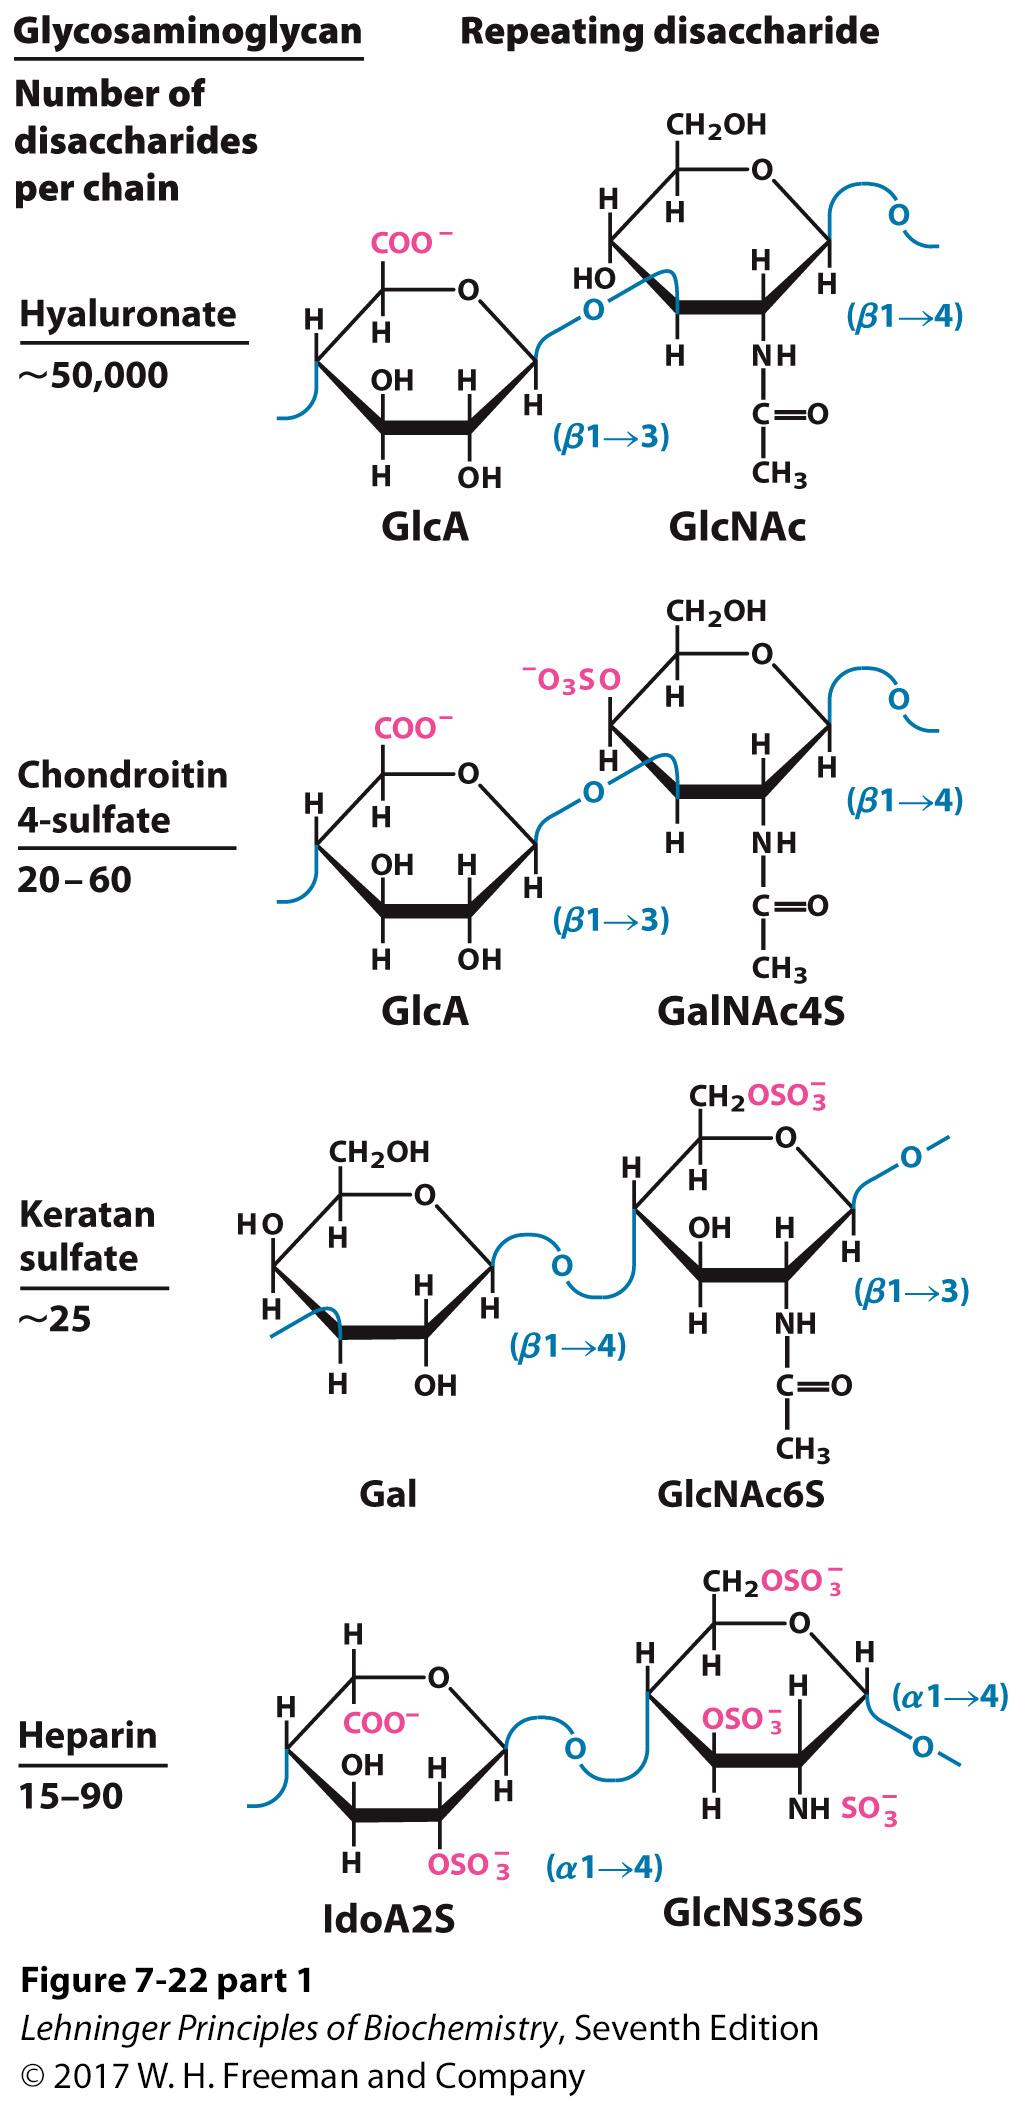 Glycosaminoglycan Repeating disaccharide
Number of
disaccharides
per chain
Hyaluronate
~50,000
COO⁻
O
H
H
OH
H
H
H
OH
O
(β1→3)
GlcA
CH₂OH
O
H
H
HO
H
H
H
NH
C=O
CH₃
O
(β1→4)
GlcNAc
Chondroitin
4-sulfate
20–60
COO⁻
O
H
H
OH
H
H
H
OH
O
(β1→3)
GlcA
CH₂OH
O
⁻O₃SO
H
H
H
H
H
NH
C=O
CH₃
O
(β1→4)
GalNAc4S
Keratan
sulfate
~25
CH₂OH
O
HO
H
H
H
H
H
OH
O
(β1→4)
Gal
CH₂OSO₃⁻
O
H
H
OH
H
H
H
NH
C=O
CH₃
O
(β1→3)
GlcNAc6S
Heparin
15–90
H
O
H
COO⁻
OH
H
H
H
OSO₃⁻
O
(α1→4)
IdoA2S
CH₂OSO₃⁻
O
H
H
H
H
OSO₃⁻
H
NH SO₃⁻
O
(α1→4)
GlcNS3S6S
Figure 7-22 part 1
Lehninger Principles of Biochemistry, Seventh Edition
© 2017 W. H. Freeman and Company